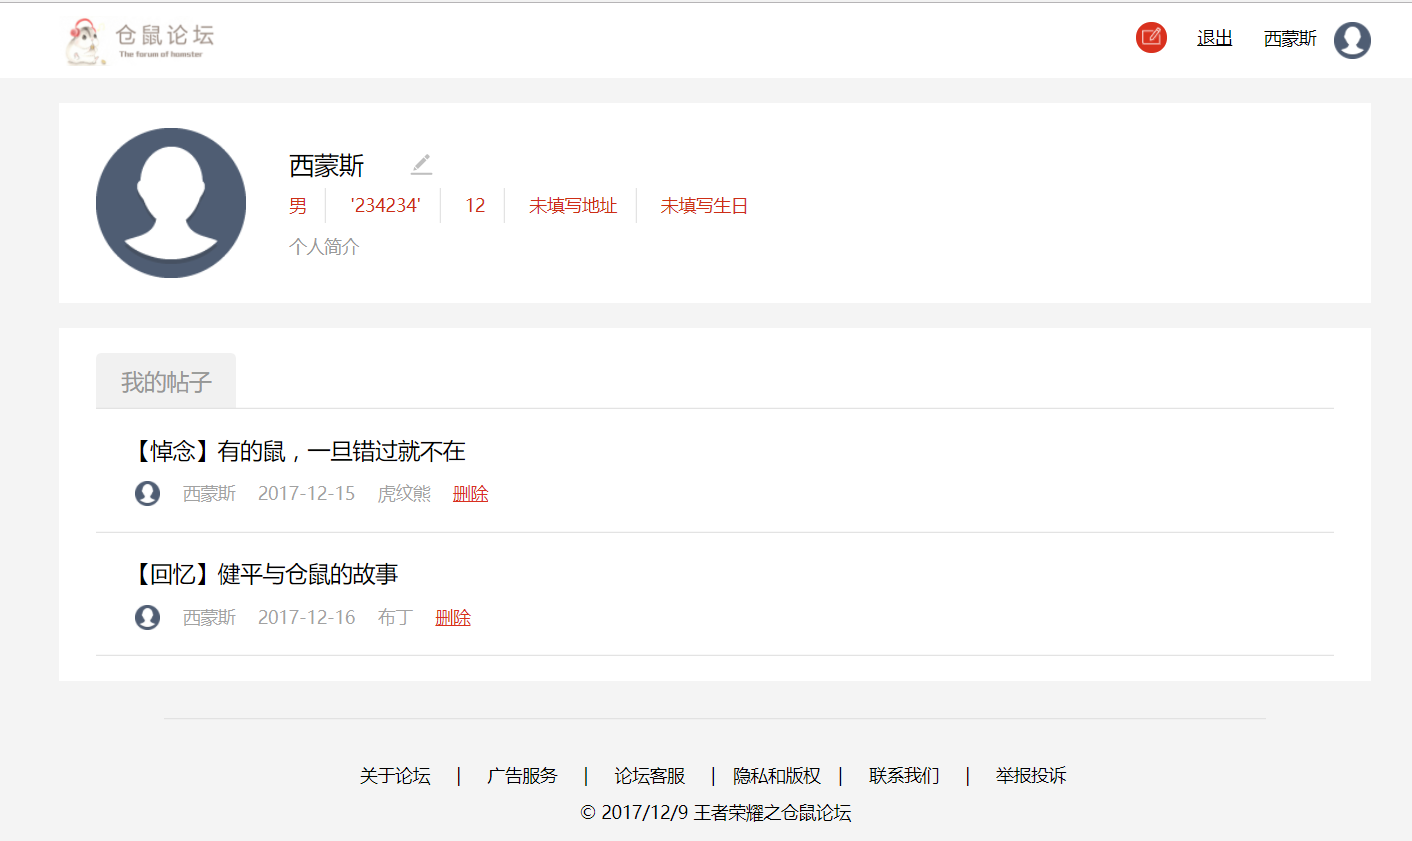 仓鼠论坛
The forum of hamster
退出 西蒙斯
西蒙斯
男 '234234' 12 未填写地址 未填写生日
个人简介
我的帖子
【悼念】有的鼠，一旦错过就不在
西蒙斯 2017-12-15 虎纹熊 删除
【回忆】健平与仓鼠的故事
西蒙斯 2017-12-16 布丁 删除
关于论坛 | 广告服务 | 论坛客服 | 隐私和版权 | 联系我们 | 举报投诉
© 2017/12/9 王者荣耀之仓鼠论坛